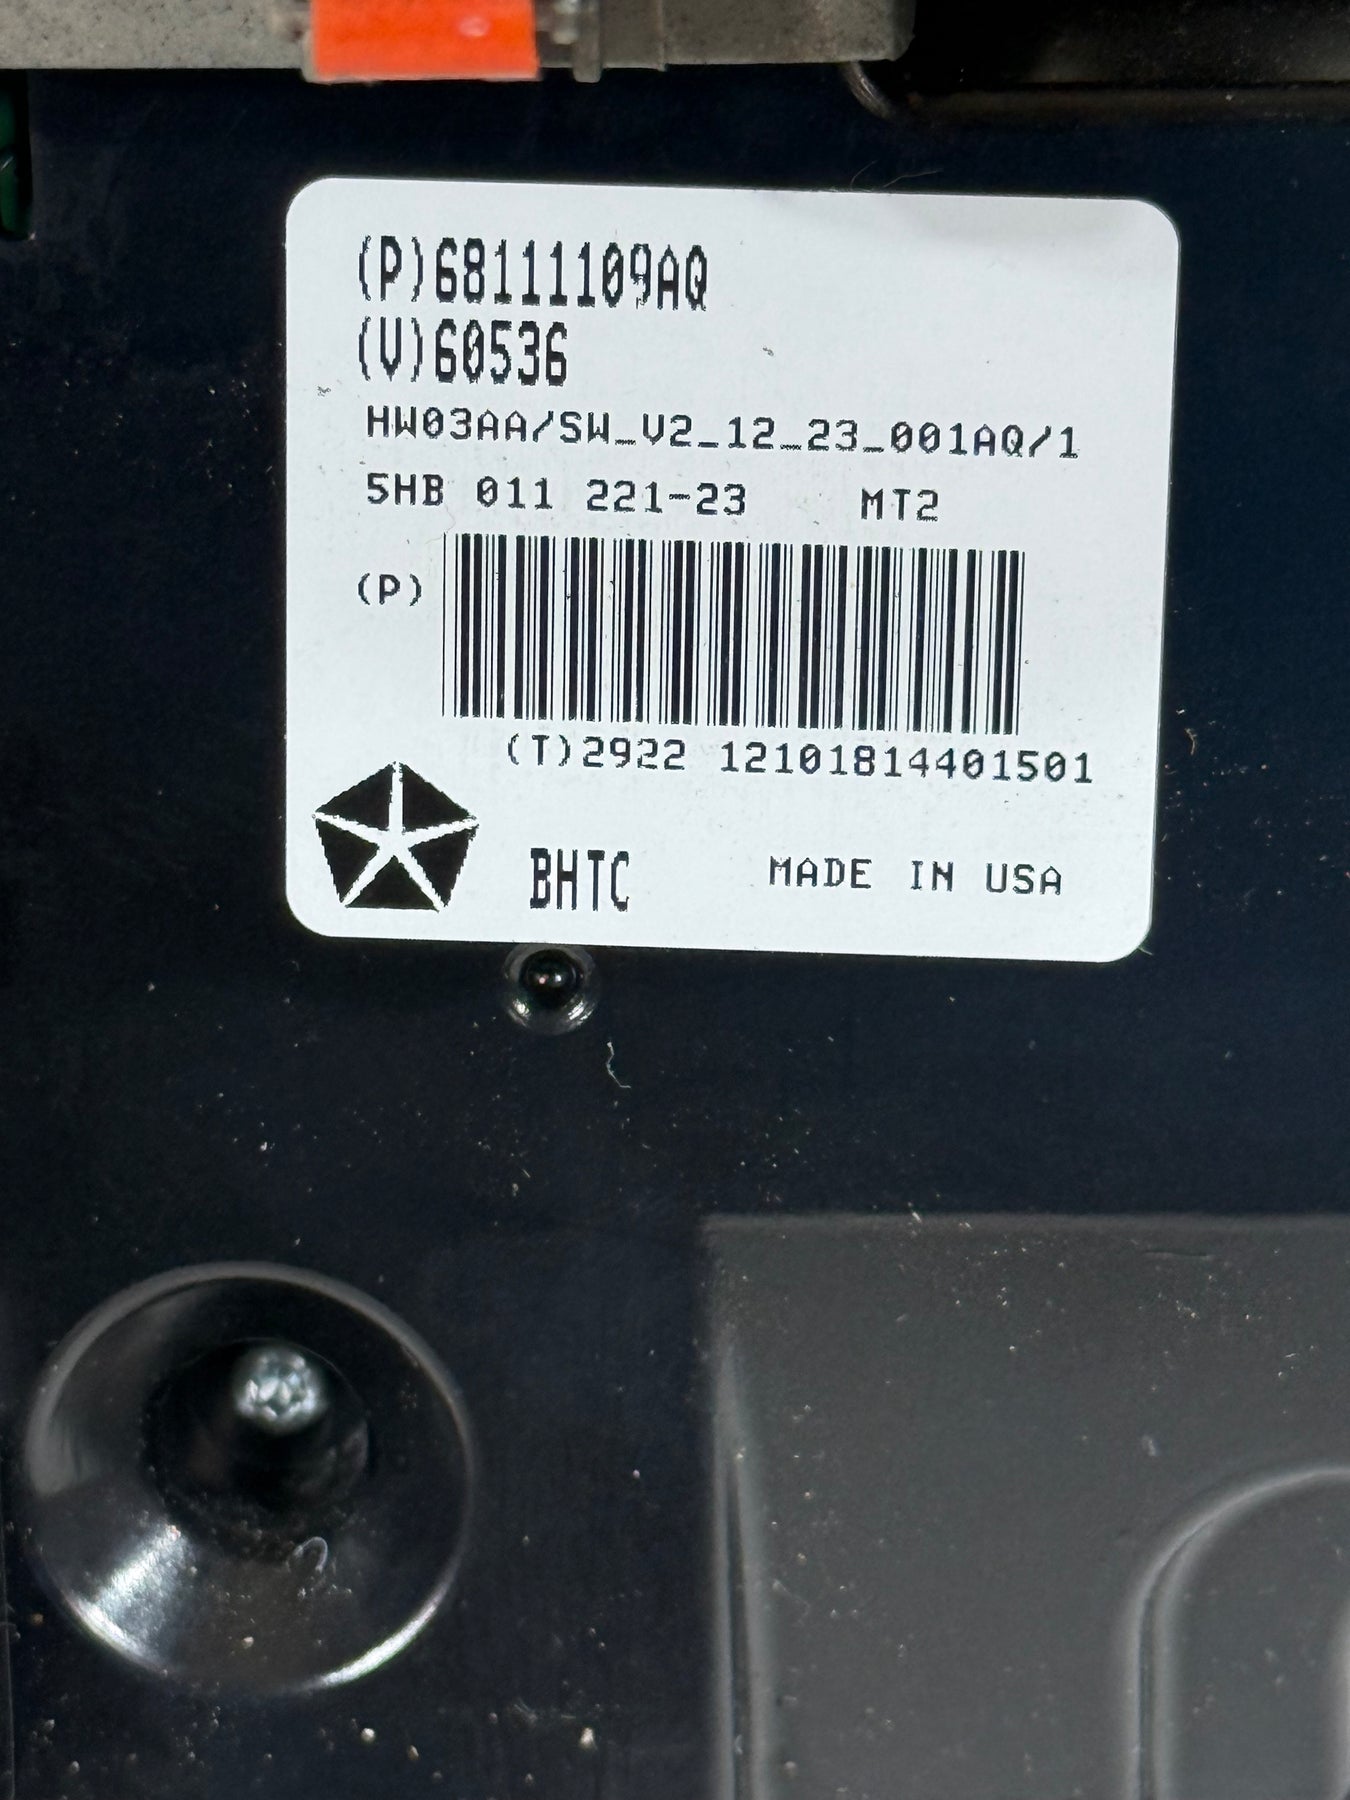 (P)68111109AQ
(V)60536
HW03AA/SW_V2_12_23_001AQ/1
5HB 011 221-23 MT2
(P)
(T)2922 12101814401501
BHTC MADE IN USA